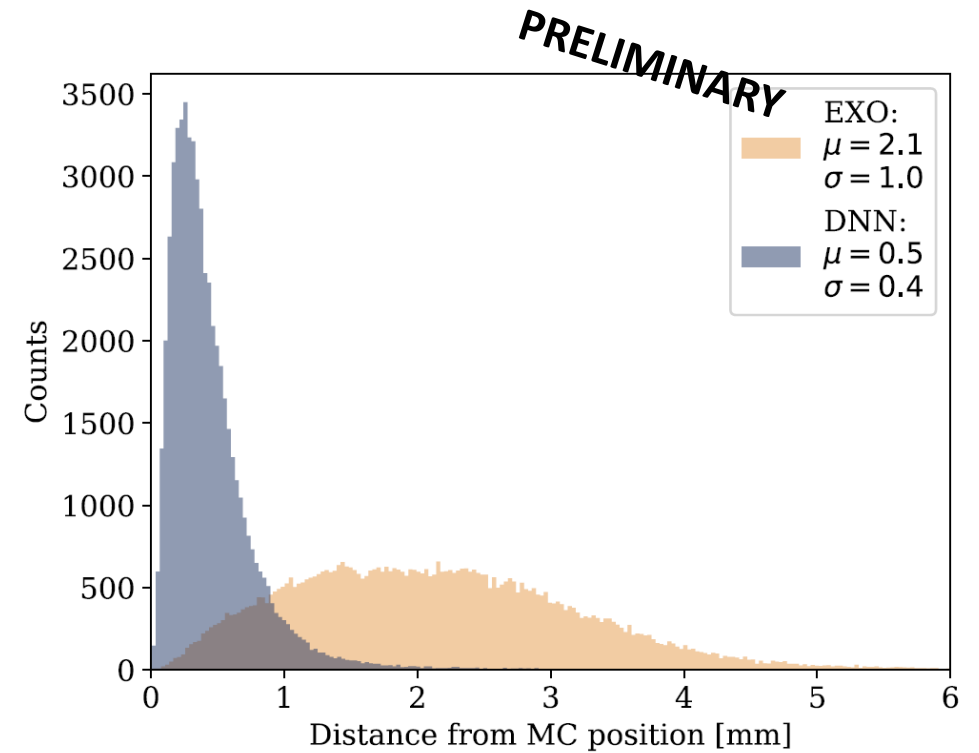 PRELIMINARY
EXO:
μ = 2.1
σ = 1.0
DNN:
μ = 0.5
σ = 0.4
Counts
3500
3000
2500
2000
1500
1000
500
0
0 1 2 3 4 5 6
Distance from MC position [mm]